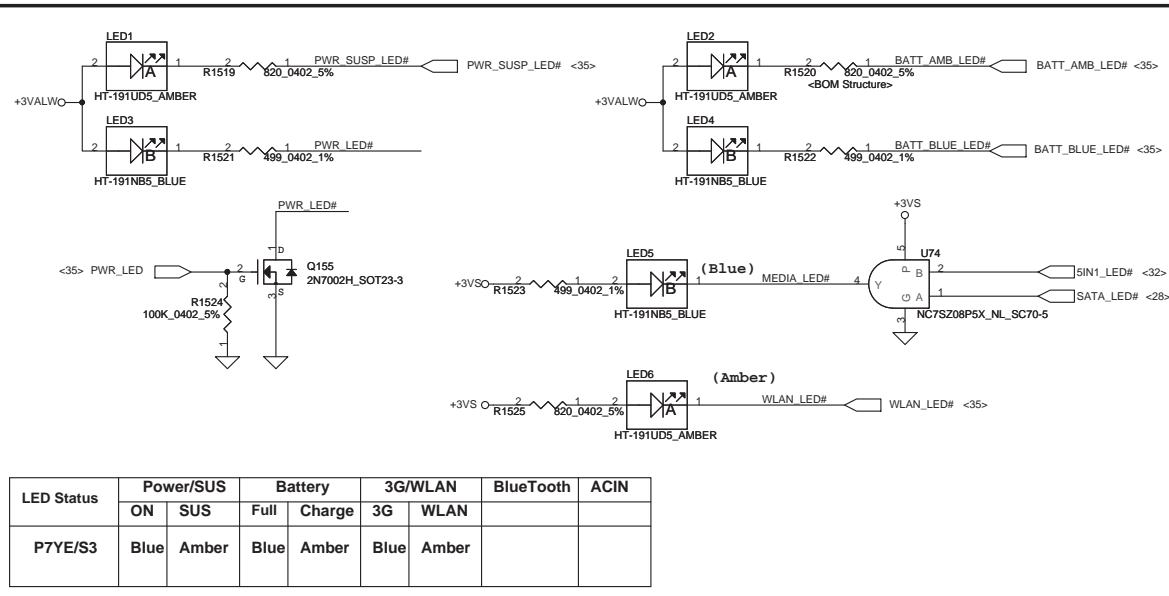 LED1
2
A
1
2
1
PWR_SUSP_LED#
PWR_SUSP_LED# <35>
R1519
820_0402_5%
HT-191UD5_AMBER
+3VALW
LED3
2
B
1
2
1
PWR_LED#
R1521
499_0402_1%
HT-191NB5_BLUE
LED2
2
A
1
2
1
BATT_AMB_LED#
BATT_AMB_LED# <35>
R1520
820_0402_5%
<BOM Structure>
HT-191UD5_AMBER
+3VALW
LED4
2
B
1
2
1
BATT_BLUE_LED#
BATT_BLUE_LED# <35>
R1522
499_0402_1%
HT-191NB5_BLUE
PWR_LED#
<35> PWR_LED
2
G
1
D
3
S
Q155
2N7002H_SOT23-3
2
R1524
100K_0402_5%
1
+3VS
2
1
R1523
499_0402_1%
LED5
2
B
1
(Blue)
MEDIA_LED#
HT-191NB5_BLUE
+3VS
5
U74
4
Y
P
B
2
5IN1_LED# <32>
G
A
1
SATA_LED# <28>
3
NC7SZ08P5X_NL_SC70-5
+3VS
2
1
R1525
820_0402_5%
LED6
2
A
1
(Amber)
WLAN_LED#
WLAN_LED# <35>
HT-191UD5_AMBER
LED Status Power/SUS Battery 3G/WLAN BlueTooth ACIN
ON SUS Full Charge 3G WLAN
P7YE/S3 Blue Amber Blue Amber Blue Amber